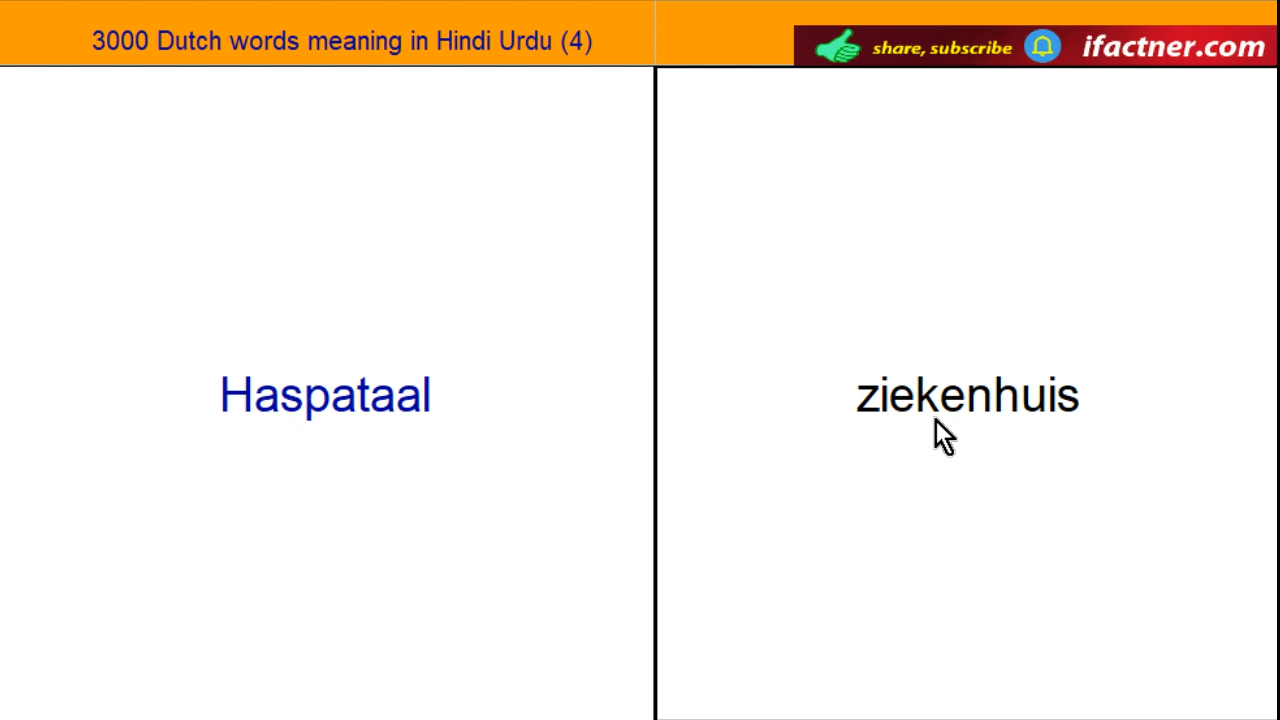 3000 Dutch words meaning in Hindi Urdu (4)
share, subscribe
ifactner.com
Haspataal
ziekenhuis